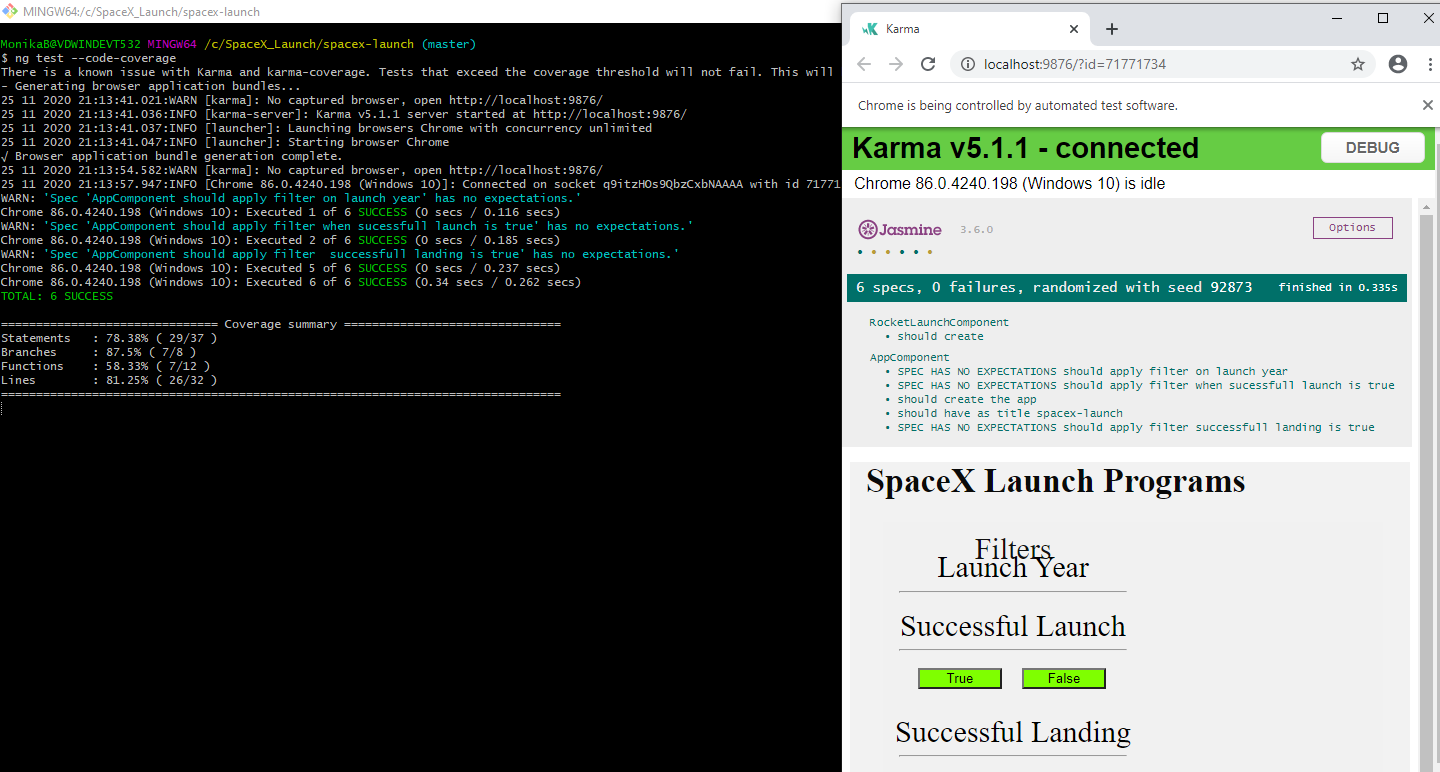 MINGW64:/c/SpaceX_Launch/spacex-launch
MonikaB@VDWINDEVT532 MINGW64 /c/SpaceX_Launch/spacex-launch (master)
$ ng test --code-coverage
There is a known issue with Karma and karma-coverage. Tests that exceed the coverage threshold will not fail. This will
- Generating browser application bundles...
25 11 2020 21:13:41.021:WARN [karma]: No captured browser, open http://localhost:9876/
25 11 2020 21:13:41.036:INFO [karma-server]: Karma v5.1.1 server started at http://localhost:9876/
25 11 2020 21:13:41.037:INFO [launcher]: Launching browsers Chrome with concurrency unlimited
25 11 2020 21:13:41.047:INFO [launcher]: Starting browser Chrome
√ Browser application bundle generation complete.
25 11 2020 21:13:54.582:WARN [karma]: No captured browser, open http://localhost:9876/
25 11 2020 21:13:57.947:INFO [Chrome 86.0.4240.198 (Windows 10)]: Connected on socket q9itzHOs9QbzCxbNAAAA with id 71771
WARN: 'Spec 'AppComponent should apply filter on launch year' has no expectations.'
Chrome 86.0.4240.198 (Windows 10): Executed 1 of 6 SUCCESS (0 secs / 0.116 secs)
WARN: 'Spec 'AppComponent should apply filter when sucessfull launch is true' has no expectations.'
Chrome 86.0.4240.198 (Windows 10): Executed 2 of 6 SUCCESS (0 secs / 0.185 secs)
WARN: 'Spec 'AppComponent should apply filter  successfull landing is true' has no expectations.'
Chrome 86.0.4240.198 (Windows 10): Executed 5 of 6 SUCCESS (0 secs / 0.237 secs)
Chrome 86.0.4240.198 (Windows 10): Executed 6 of 6 SUCCESS (0.34 secs / 0.262 secs)
TOTAL: 6 SUCCESS
=============================== Coverage summary ===============================
Statements   : 78.38% ( 29/37 )
Branches     : 87.5% ( 7/8 )
Functions    : 58.33% ( 7/12 )
Lines        : 81.25% ( 26/32 )
================================================================================
Karma
localhost:9876/?id=71771734
Chrome is being controlled by automated test software.
Karma v5.1.1 - connected
DEBUG
Chrome 86.0.4240.198 (Windows 10) is idle
Jasmine 3.6.0
Options
6 specs, 0 failures, randomized with seed 92873
finished in 0.335s
RocketLaunchComponent
• should create
AppComponent
• SPEC HAS NO EXPECTATIONS should apply filter on launch year
• SPEC HAS NO EXPECTATIONS should apply filter when sucessfull launch is true
• should create the app
• should have as title spacex-launch
• SPEC HAS NO EXPECTATIONS should apply filter successfull landing is true
SpaceX Launch Programs
Filters
Launch Year
Successful Launch
True False
Successful Landing